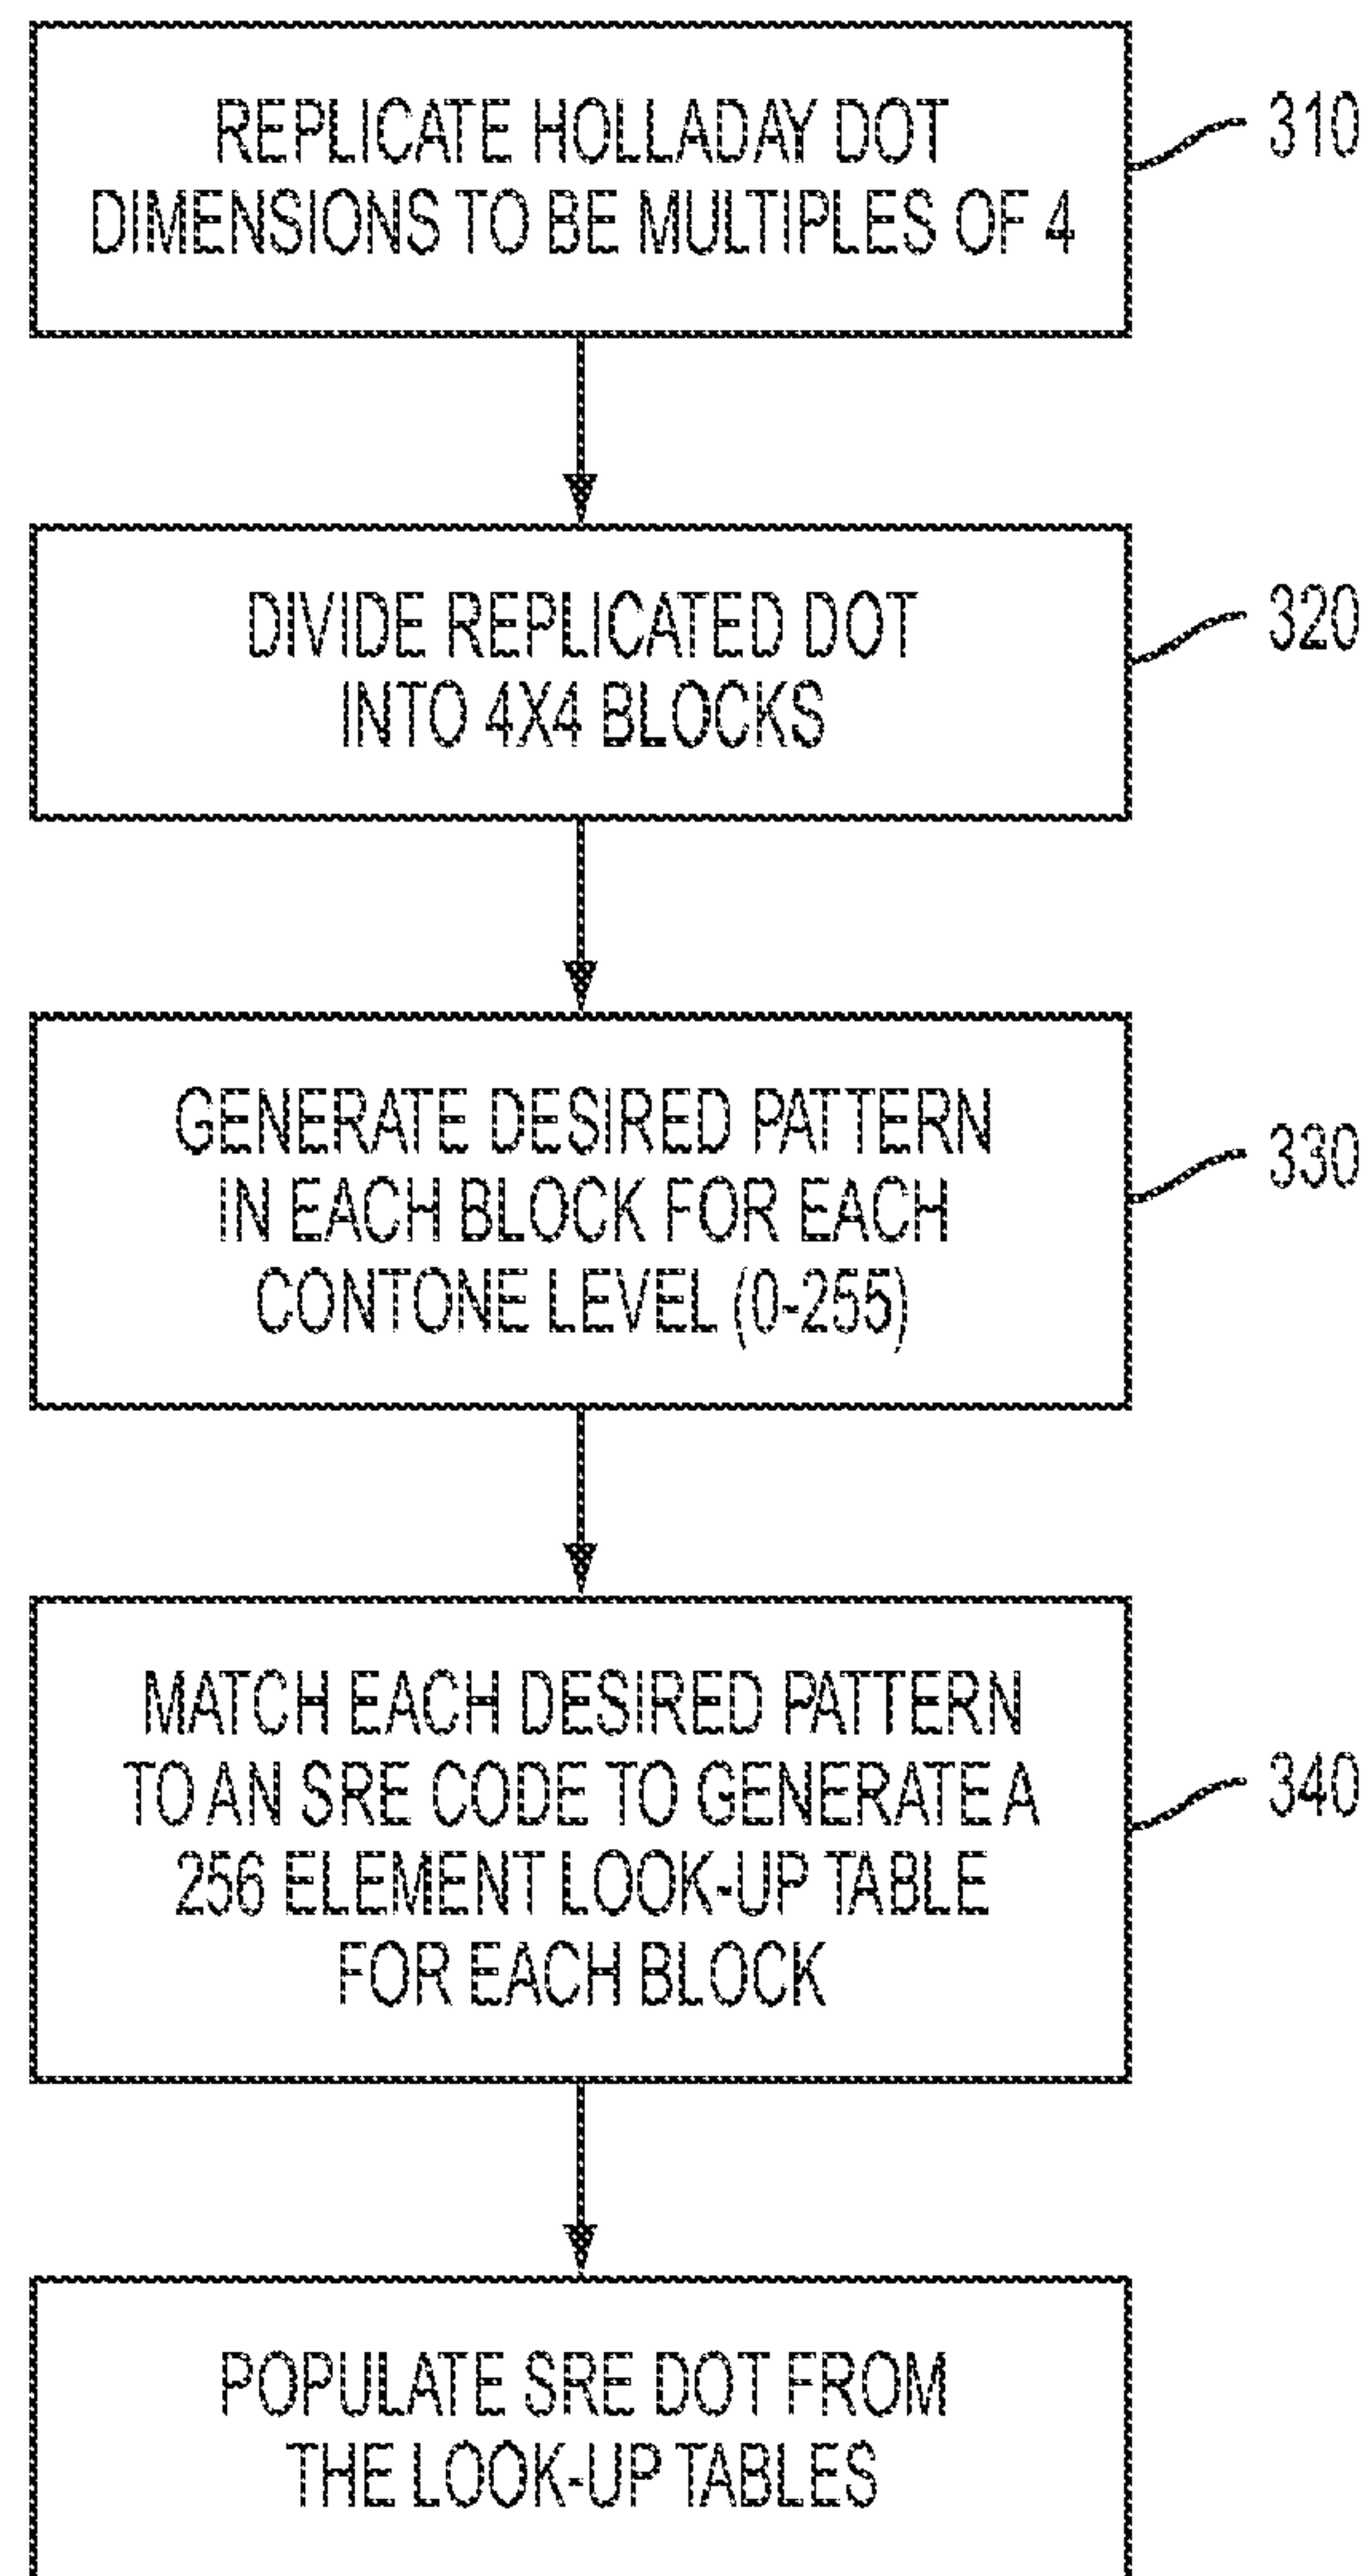 REPLICATE HOLLADAY DOT
DIMENSIONS TO BE MULTIPLES OF 4
310
DIVIDE REPLICATED DOT
INTO 4X4 BLOCKS
320
GENERATE DESIRED PATTERN
IN EACH BLOCK FOR EACH
CONTONE LEVEL (0-255)
330
MATCH EACH DESIRED PATTERN
TO AN SRE CODE TO GENERATE A
256 ELEMENT LOOK-UP TABLE
FOR EACH BLOCK
340
POPULATE SRE DOT FROM
THE LOOK-UP TABLES